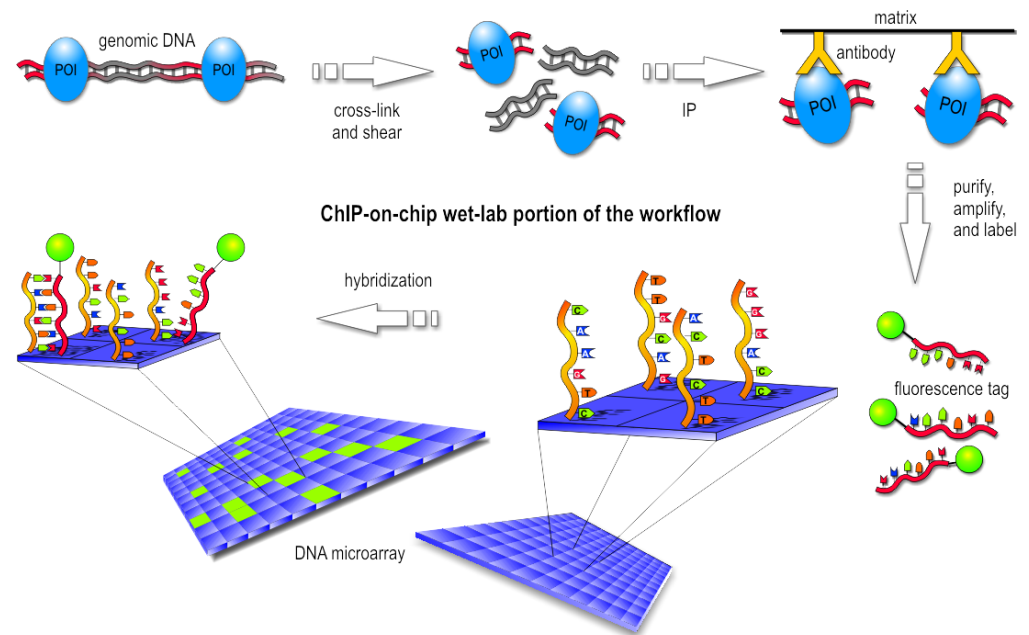 genomic DNA
POI
POI
cross-link
and shear
POI
POI
IP
matrix
antibody
POI
POI
purify,
amplify,
and label
ChIP-on-chip wet-lab portion of the workflow
hybridization
C
A
A
G
T
C
T
T
G
C
A
G
A
C
T
C
T
G
G
A
C
fluorescence tag
DNA microarray